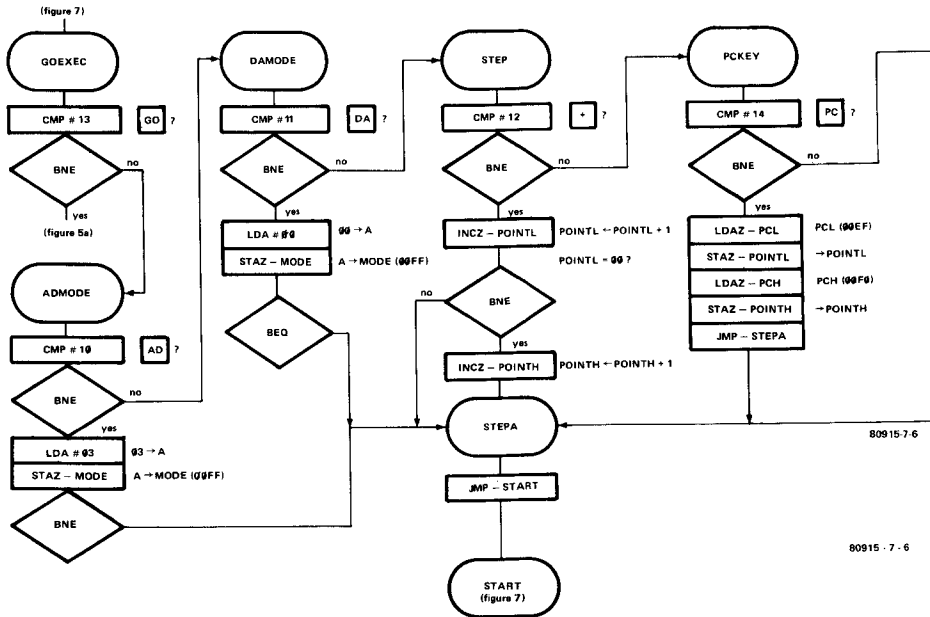 (figure 7)
GOEXEC
CMP # 13
GO ?
BNE
no
yes
(figure 5a)
ADMODE
CMP # 10
AD ?
BNE
no
yes
LDA # 03
03 → A
STAZ – MODE
A → MODE (00FF)
BNE
DAMODE
CMP # 11
DA ?
BNE
no
yes
LDA # 00
00 → A
STAZ – MODE
A → MODE (00FF)
BEQ
STEP
CMP # 12
+ ?
BNE
no
yes
INCZ – POINTL
POINTL ← POINTL + 1
POINTL = 00 ?
no
BNE
yes
INCZ – POINTH
POINTH ← POINTH + 1
STEPA
JMP – START
START
(figure 7)
PCKEY
CMP # 14
PC ?
BNE
no
yes
LDAZ – PCL
PCL (00EF)
STAZ – POINTL
→ POINTL
LDAZ – PCH
PCH (00F0)
STAZ – POINTH
→ POINTH
JMP – STEPA
80915-7-6
80915 - 7 - 6